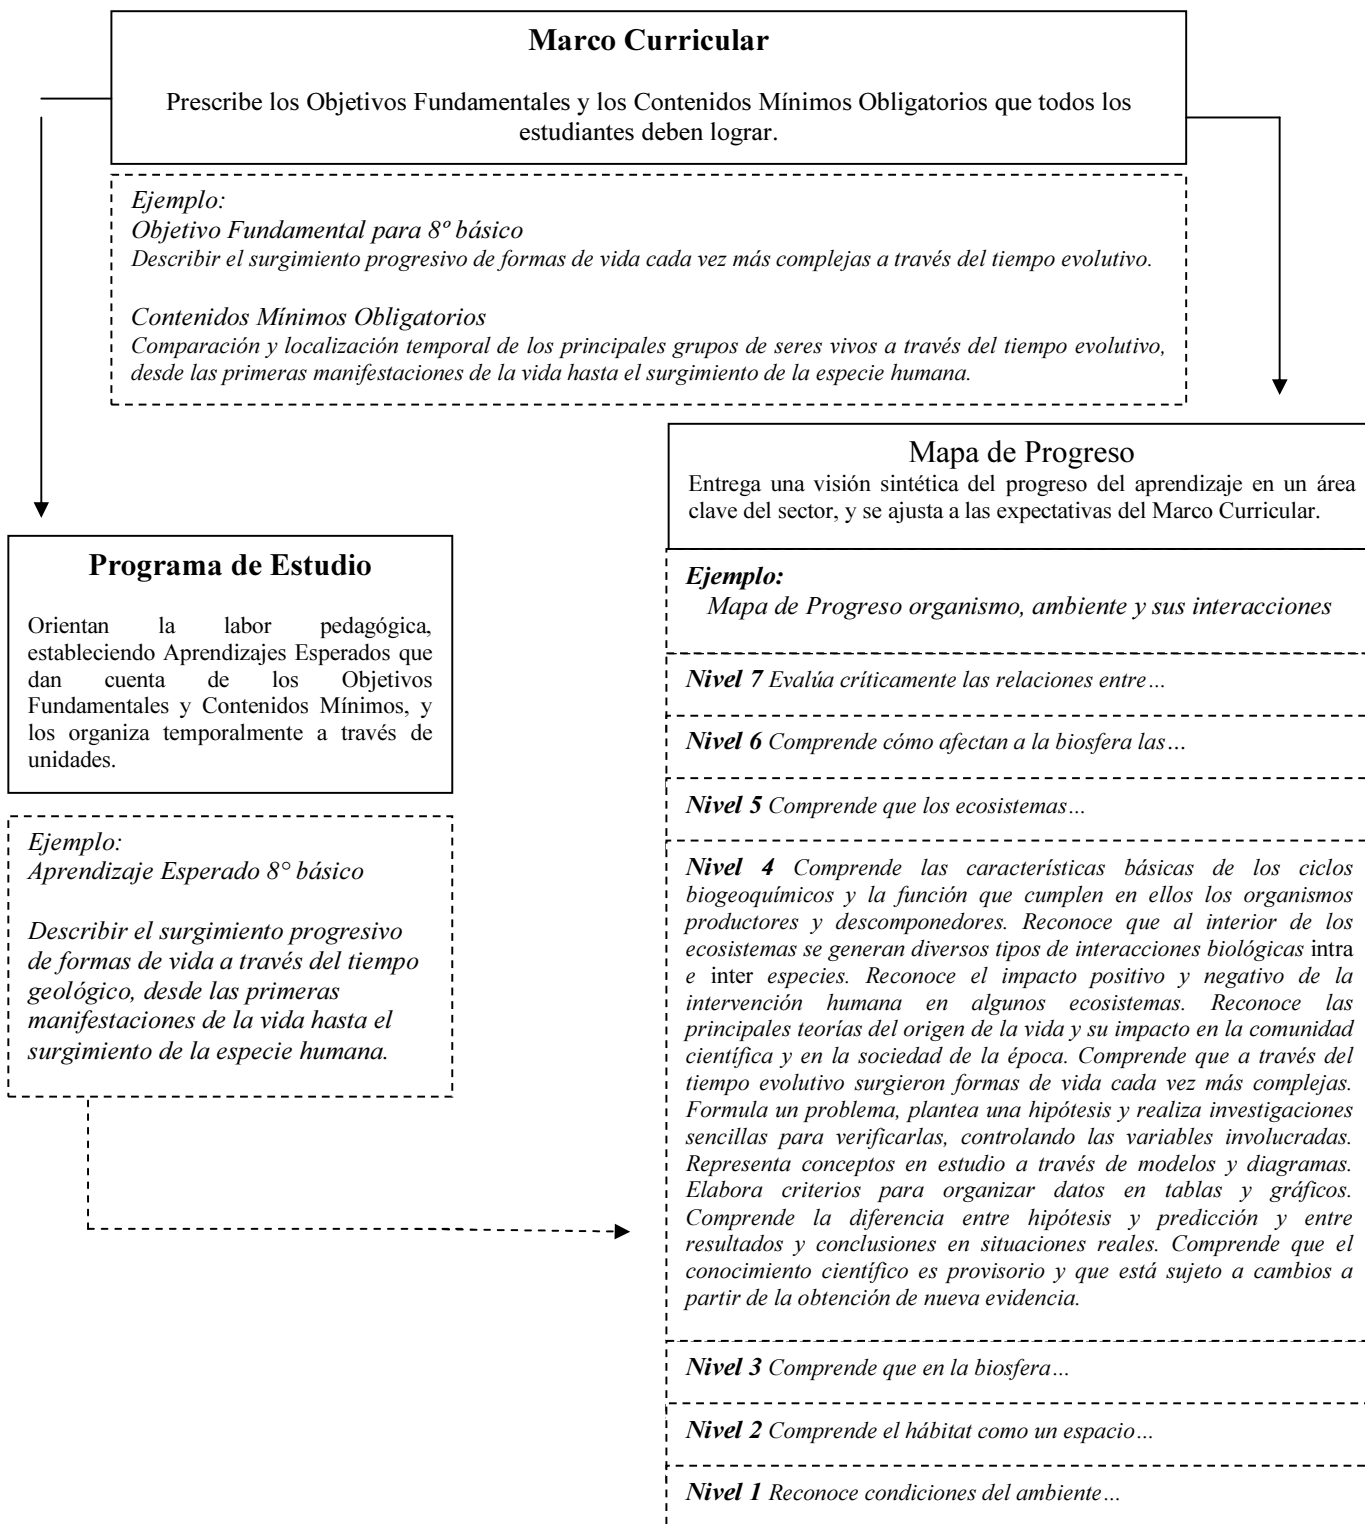 Marco Curricular
Prescribe los Objetivos Fundamentales y los Contenidos Mínimos Obligatorios que todos los
estudiantes deben lograr.
Ejemplo:
Objetivo Fundamental para 8º básico
Describir el surgimiento progresivo de formas de vida cada vez más complejas a través del tiempo evolutivo.
Contenidos Mínimos Obligatorios
Comparación y localización temporal de los principales grupos de seres vivos a través del tiempo evolutivo,
desde las primeras manifestaciones de la vida hasta el surgimiento de la especie humana.
Programa de Estudio
Orientan la labor pedagógica,
estableciendo Aprendizajes Esperados que
dan cuenta de los Objetivos
Fundamentales y Contenidos Mínimos, y
los organiza temporalmente a través de
unidades.
Ejemplo:
Aprendizaje Esperado 8° básico
Describir el surgimiento progresivo
de formas de vida a través del tiempo
geológico, desde las primeras
manifestaciones de la vida hasta el
surgimiento de la especie humana.
Mapa de Progreso
Entrega una visión sintética del progreso del aprendizaje en un área
clave del sector, y se ajusta a las expectativas del Marco Curricular.
Ejemplo:
Mapa de Progreso organismo, ambiente y sus interacciones
Nivel 7 Evalúa críticamente las relaciones entre…
Nivel 6 Comprende cómo afectan a la biosfera las…
Nivel 5 Comprende que los ecosistemas…
Nivel 4 Comprende las características básicas de los ciclos
biogeoquímicos y la función que cumplen en ellos los organismos
productores y descomponedores. Reconoce que al interior de los
ecosistemas se generan diversos tipos de interacciones biológicas intra
e inter especies. Reconoce el impacto positivo y negativo de la
intervención humana en algunos ecosistemas. Reconoce las
principales teorías del origen de la vida y su impacto en la comunidad
científica y en la sociedad de la época. Comprende que a través del
tiempo evolutivo surgieron formas de vida cada vez más complejas.
Formula un problema, plantea una hipótesis y realiza investigaciones
sencillas para verificarlas, controlando las variables involucradas.
Representa conceptos en estudio a través de modelos y diagramas.
Elabora criterios para organizar datos en tablas y gráficos.
Comprende la diferencia entre hipótesis y predicción y entre
resultados y conclusiones en situaciones reales. Comprende que el
conocimiento científico es provisorio y que está sujeto a cambios a
partir de la obtención de nueva evidencia.
Nivel 3 Comprende que en la biosfera…
Nivel 2 Comprende el hábitat como un espacio…
Nivel 1 Reconoce condiciones del ambiente…